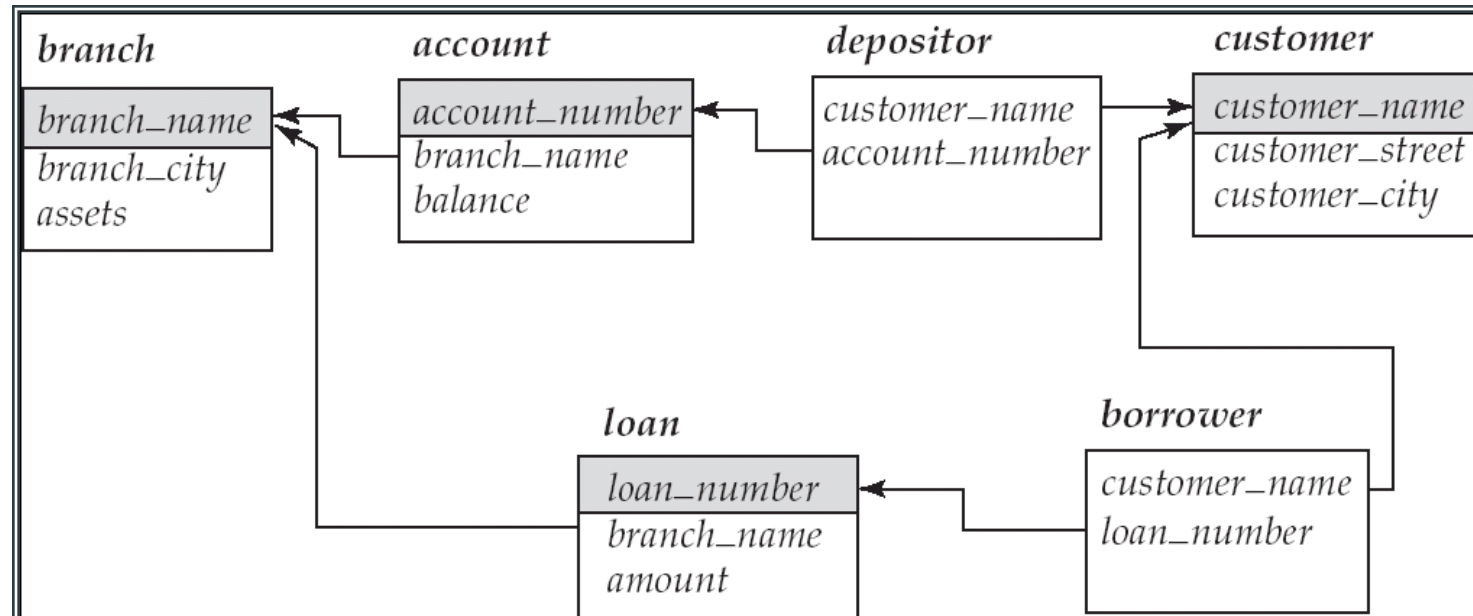 branch
branch_name
branch_city
assets
account
account_number
branch_name
balance
depositor
customer_name
account_number
customer
customer_name
customer_street
customer_city
loan
loan_number
branch_name
amount
borrower
customer_name
loan_number